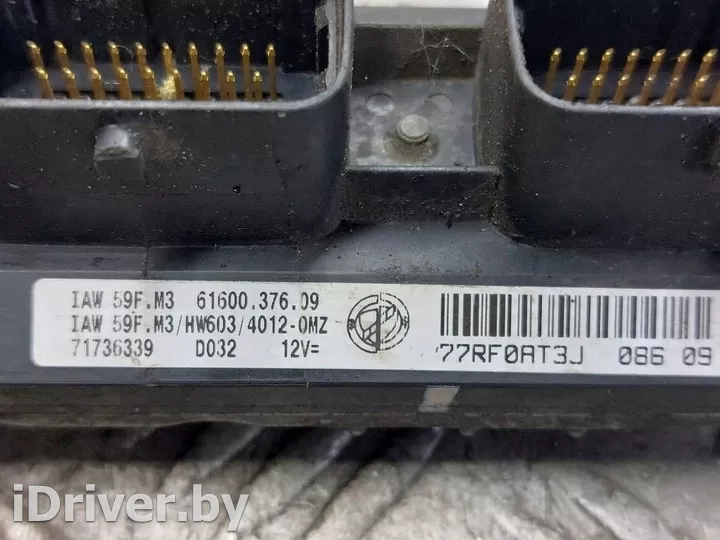 IAW 59F.M3 61600.376.09
IAW 59F.M3/HW603/4012-0MZ
71736339 D032 12V=
77RF0AT3J 086 09
iDriver.by